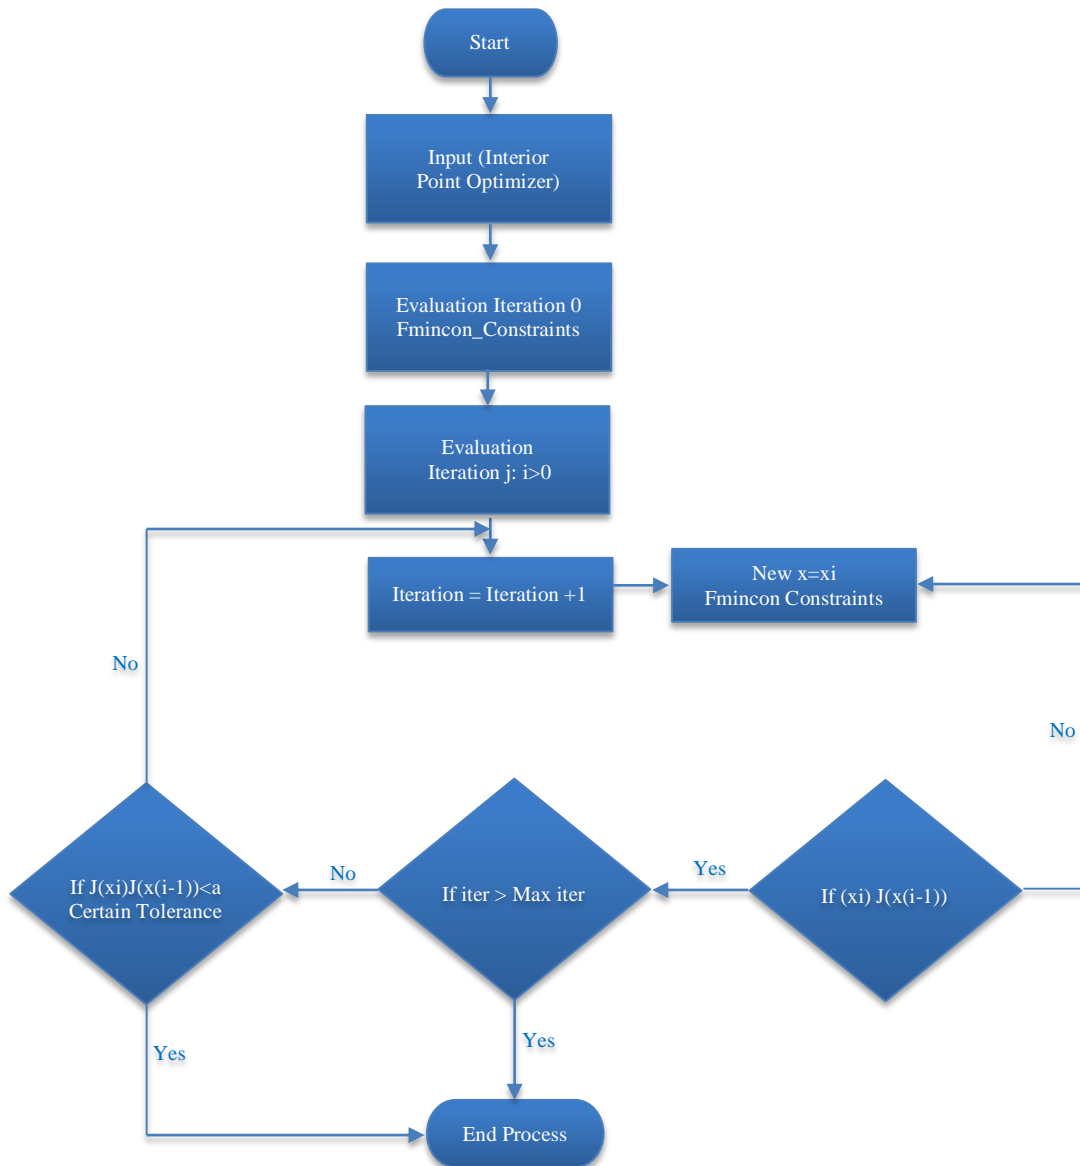 Start
Input (Interior
Point Optimizer)
Evaluation Iteration 0
Fmincon_Constraints
Evaluation
Iteration j: i>0
Iteration = Iteration +1
New x=xi
Fmincon Constraints
No
No
If J(xi)J(x(i-1))<a
Certain Tolerance
No
If iter > Max iter
Yes
If (xi) J(x(i-1))
Yes
Yes
End Process